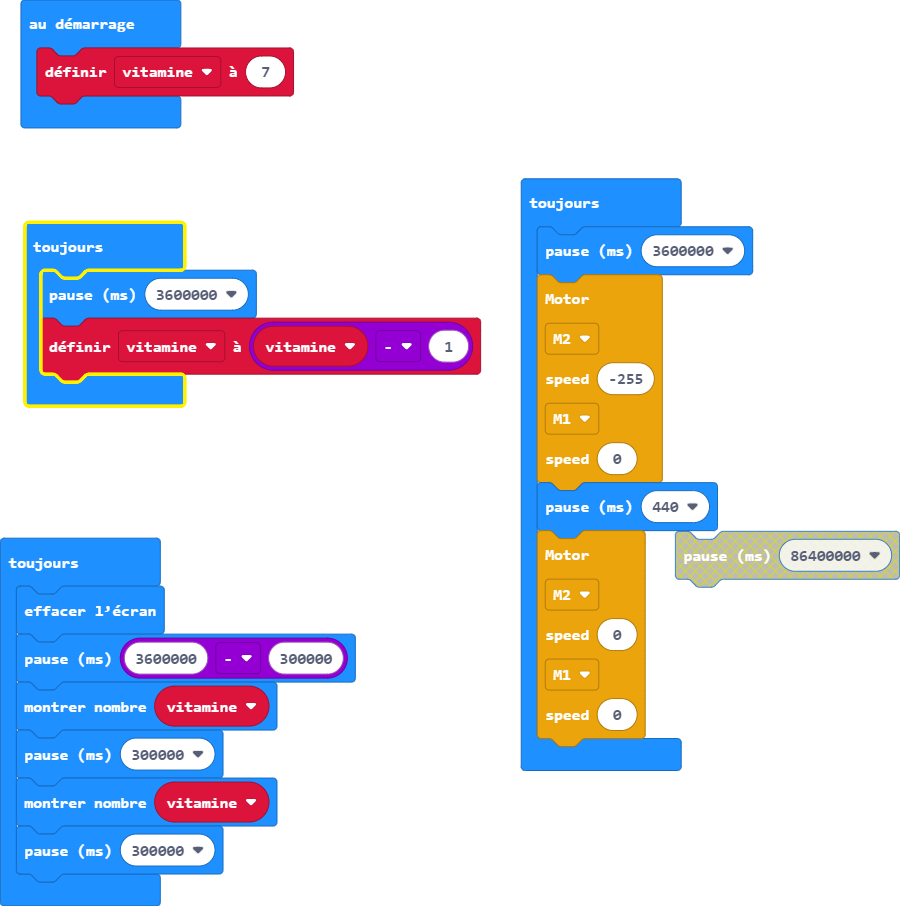 au démarrage
définir vitamine à 7
toujours
pause (ms) 3600000
définir vitamine à vitamine - 1
toujours
effacer l’écran
pause (ms) 3600000 - 300000
montrer nombre vitamine
pause (ms) 300000
montrer nombre vitamine
pause (ms) 300000
toujours
pause (ms) 3600000
Motor
M2
speed -255
M1
speed 0
pause (ms) 440
Motor
M2
speed 0
M1
speed 0
pause (ms) 86400000